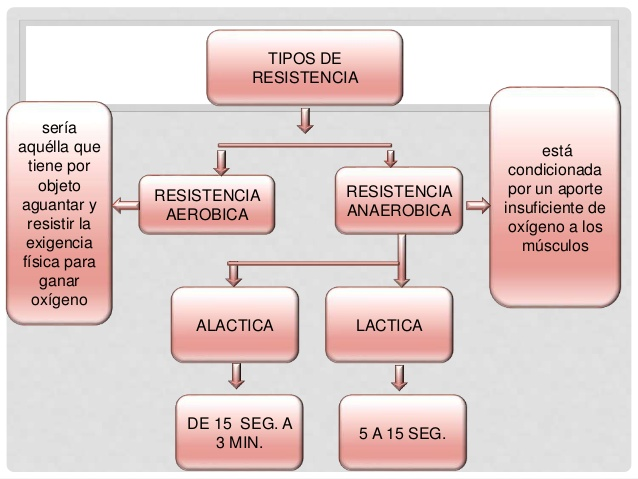 TIPOS DE
RESISTENCIA
sería
aquélla que
tiene por
objeto
aguantar y
resistir la
exigencia
física para
ganar
oxígeno
RESISTENCIA
AEROBICA
RESISTENCIA
ANAEROBICA
está
condicionada
por un aporte
insuficiente de
oxígeno a los
músculos
ALACTICA
LACTICA
DE 15 SEG. A
3 MIN.
5 A 15 SEG.